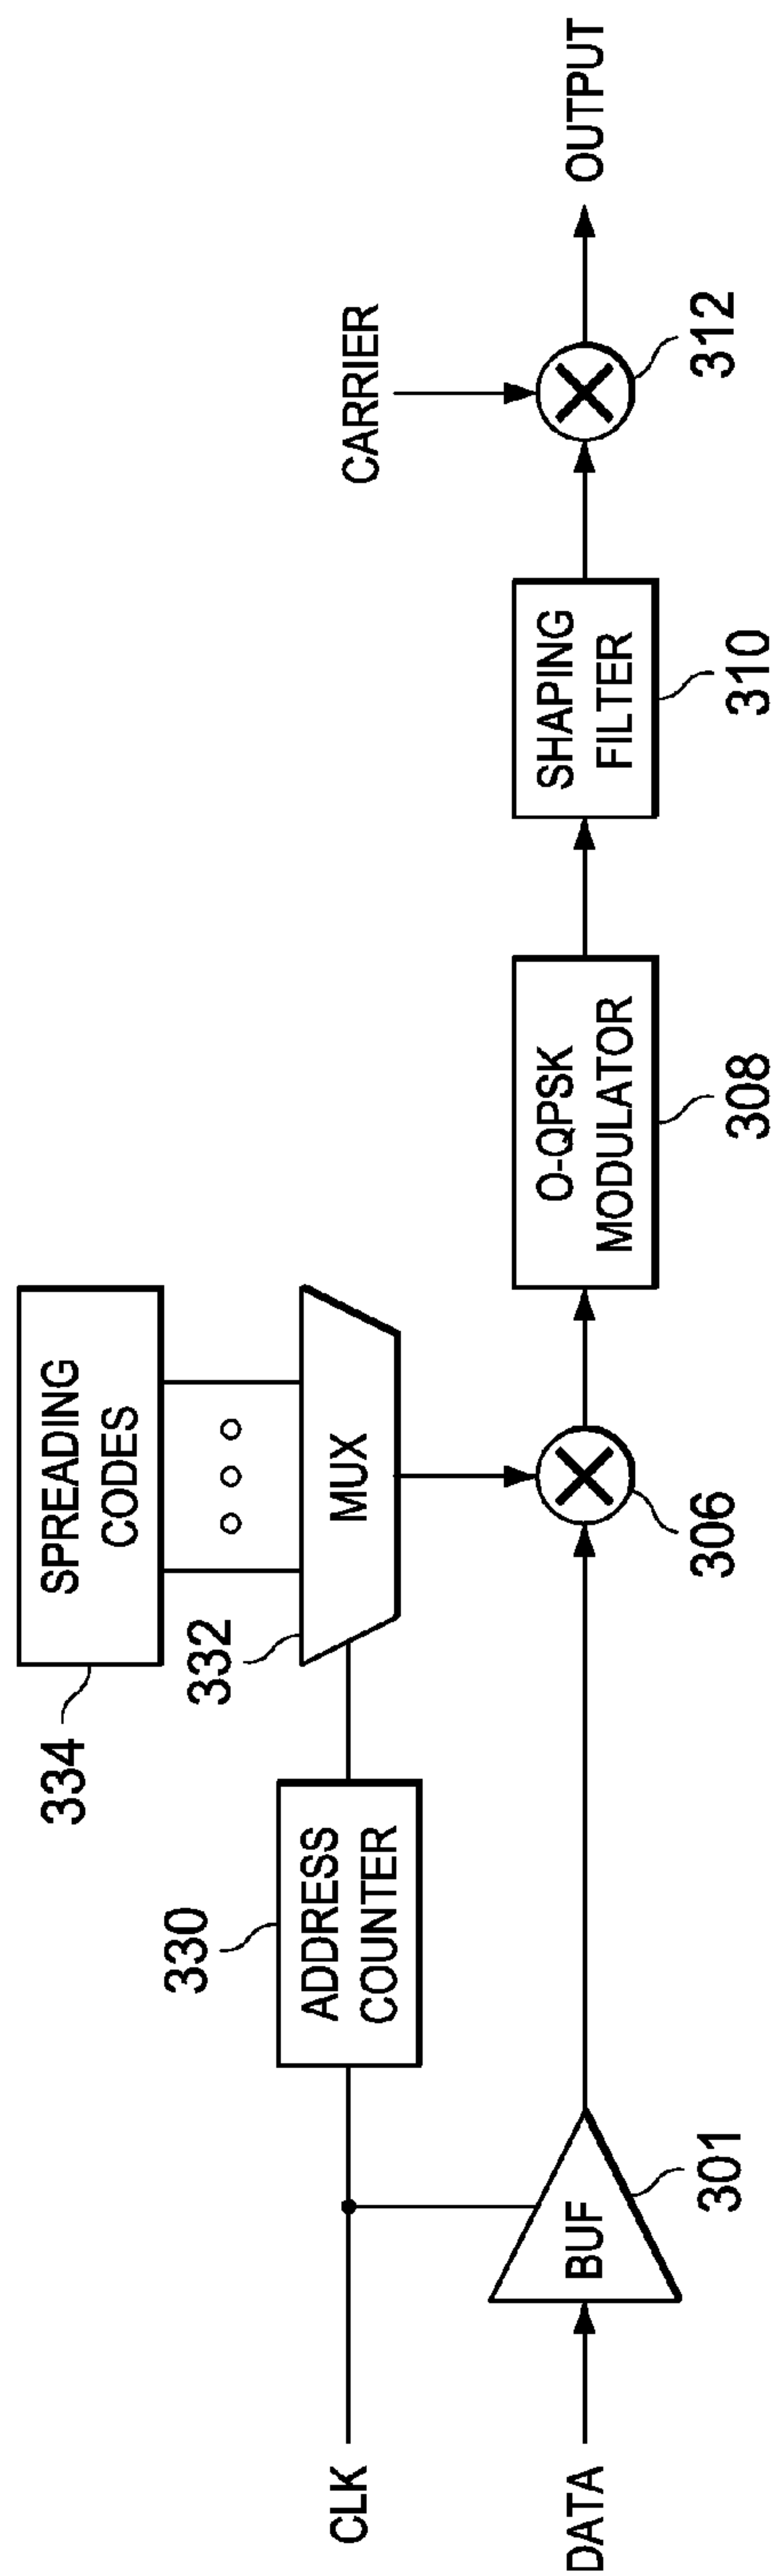 SPREADING
CODES
334
MUX
332
ADDRESS
COUNTER
330
CLK
DATA
BUF
301
306
O-QPSK
MODULATOR
308
SHAPING
FILTER
310
CARRIER
312
OUTPUT